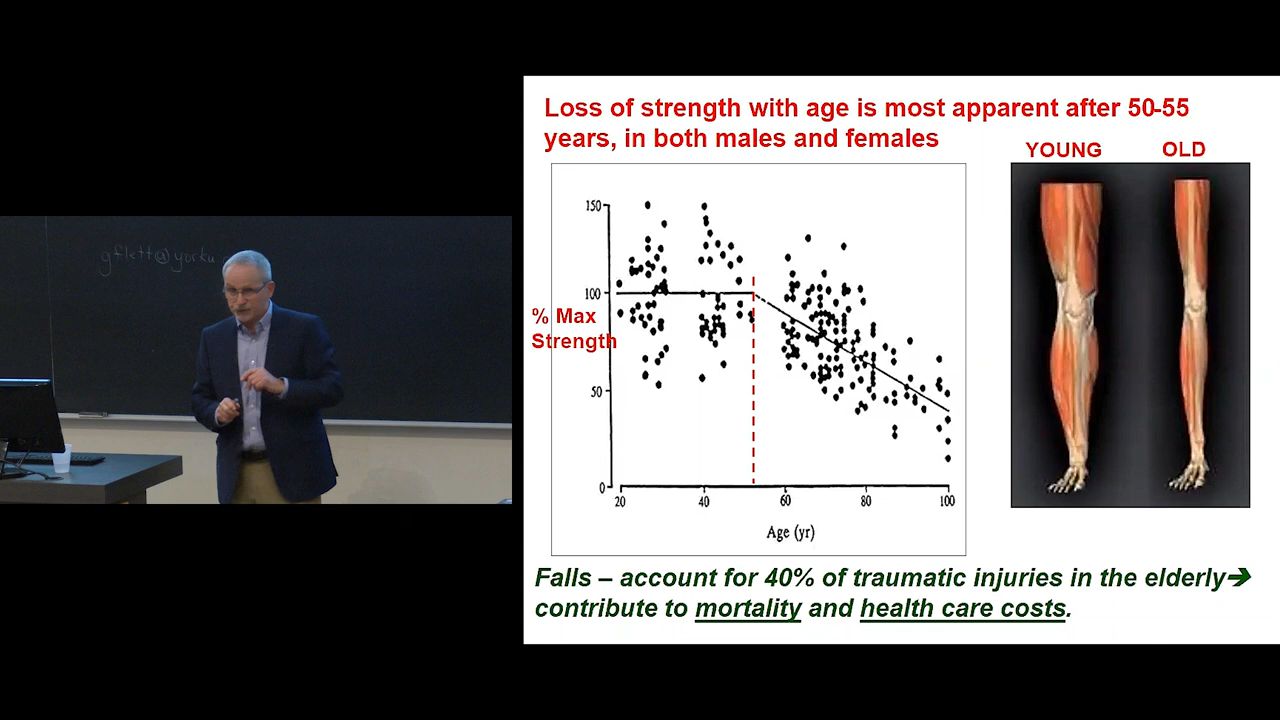 gflett@yorku
Loss of strength with age is most apparent after 50-55
years, in both males and females
YOUNG OLD
150
100
% Max
Strength
50
0
20 40 60 80 100
Age (yr)
Falls – account for 40% of traumatic injuries in the elderly➔
contribute to mortality and health care costs.